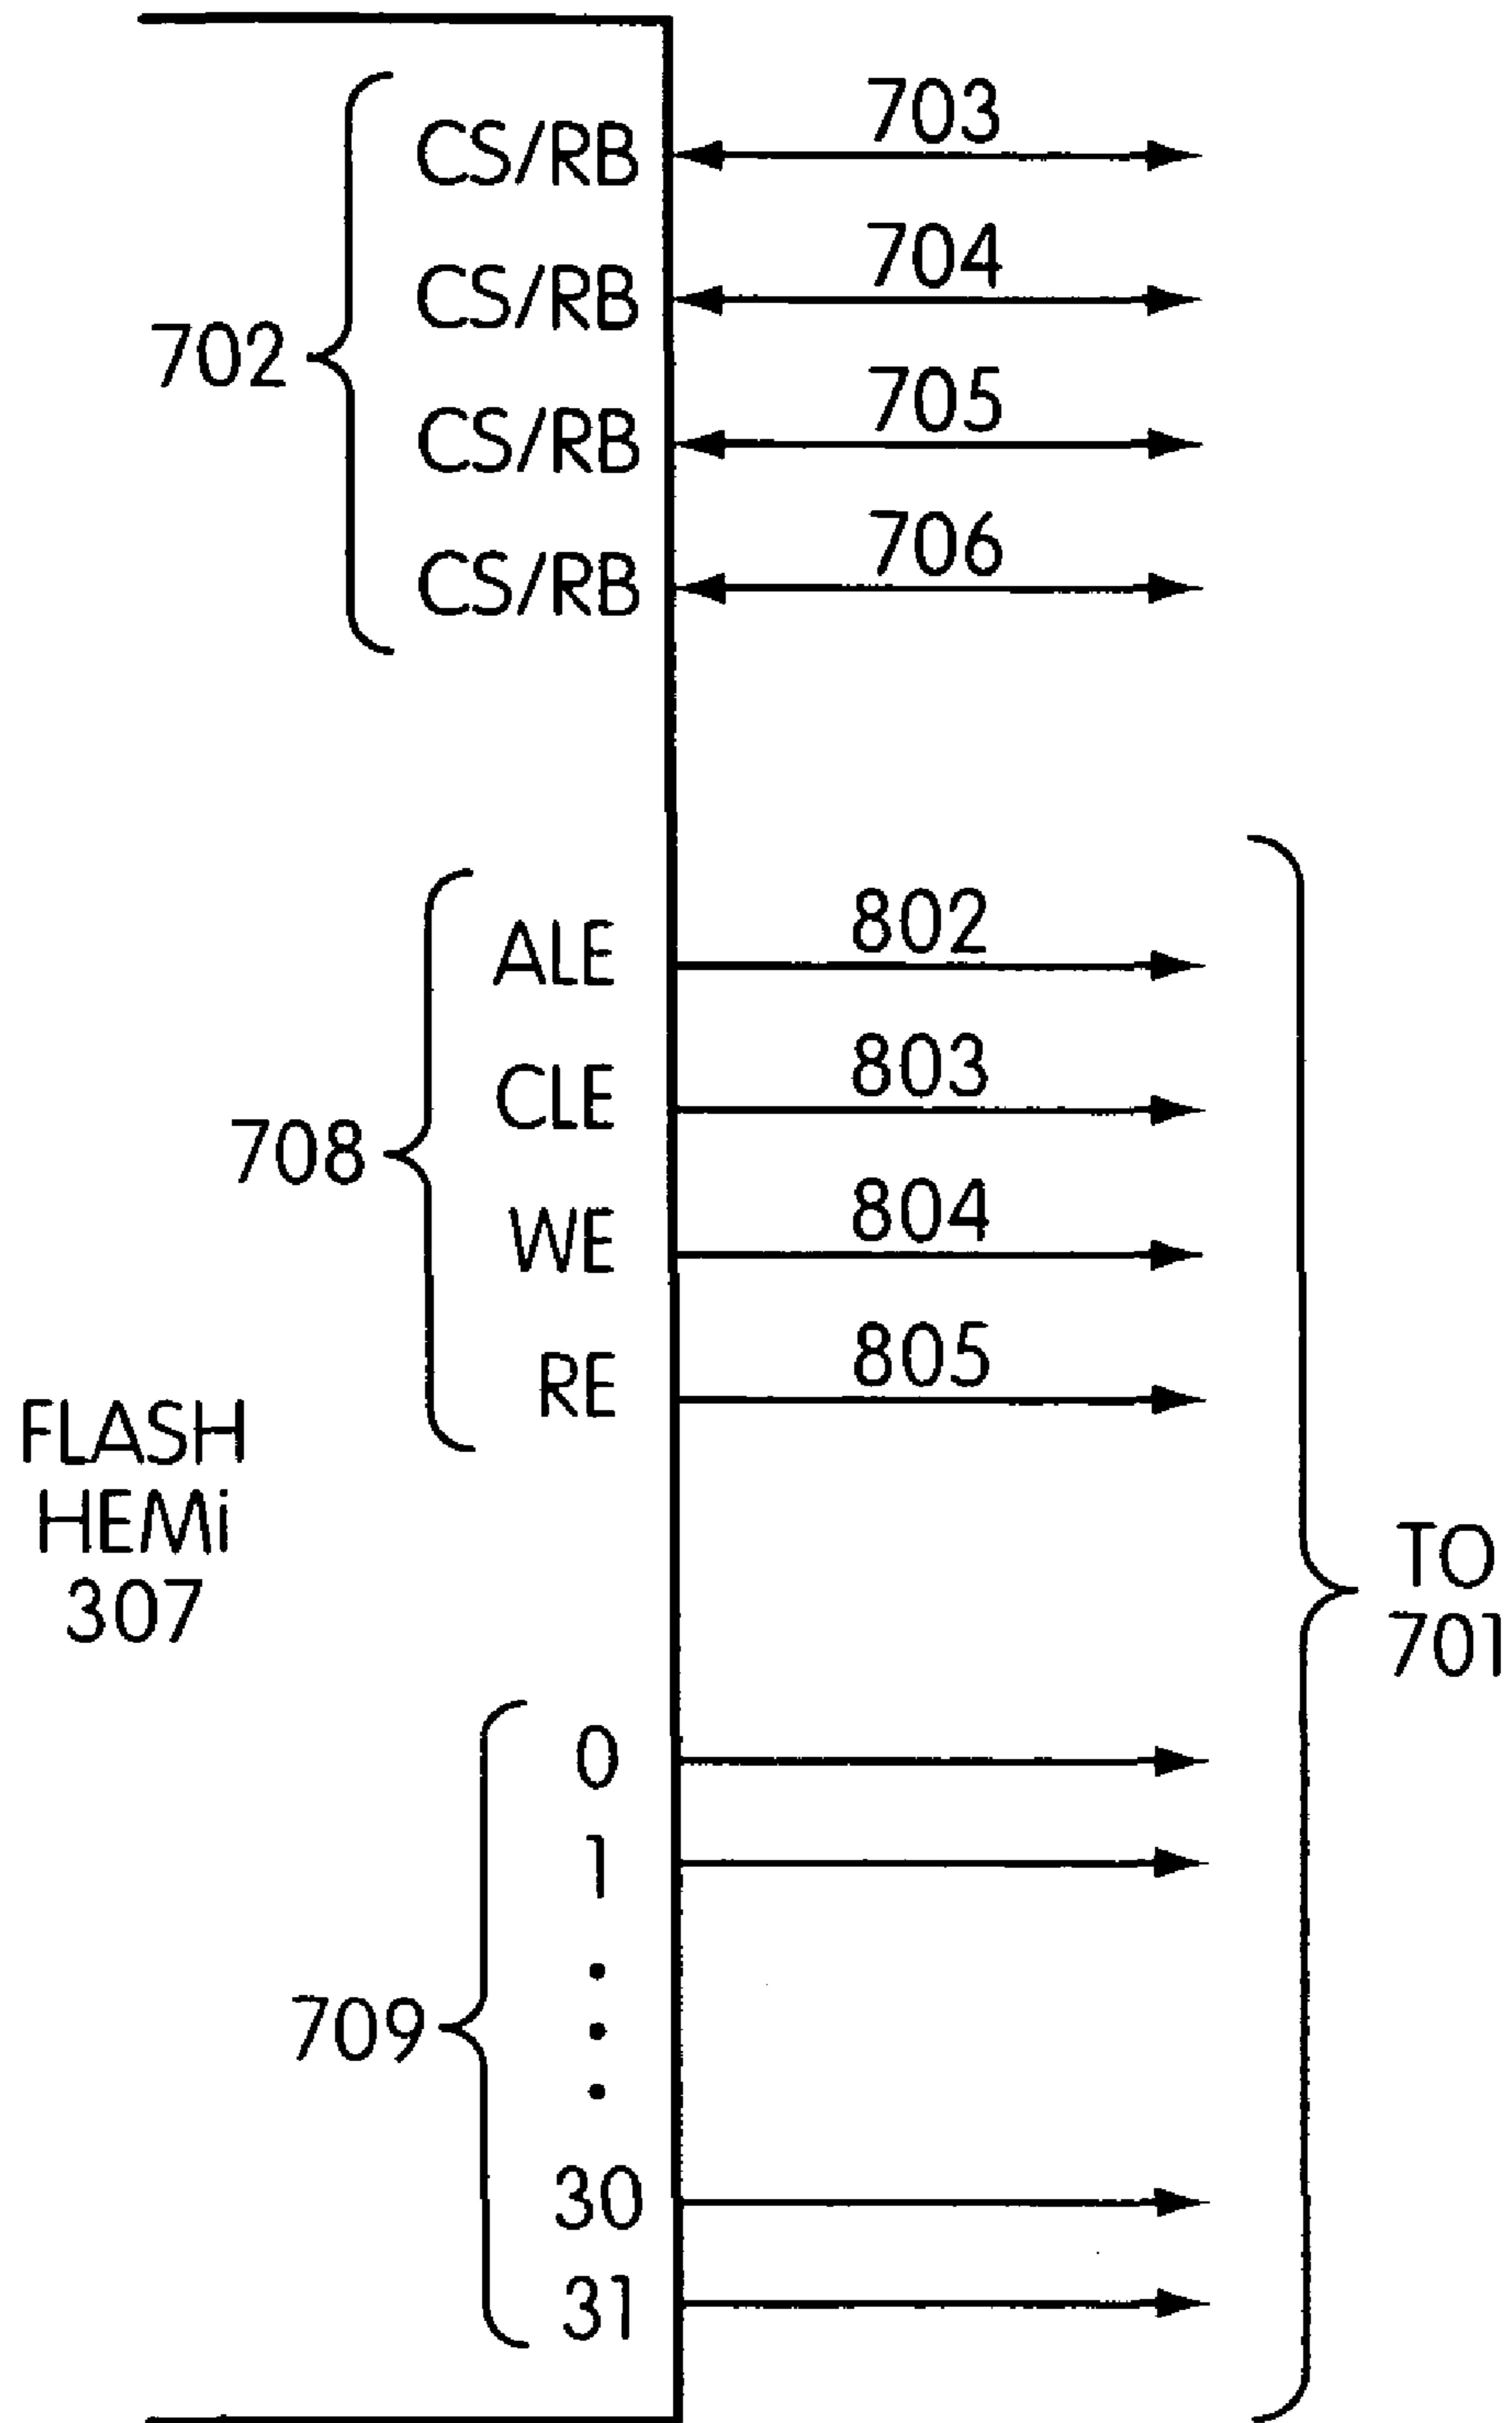 703
CS/RB
704
CS/RB
702
705
CS/RB
706
CS/RB
802
ALE
803
CLE
708
804
WE
805
RE
FLASH
HEMi
307
TO
701
0
1
709
30
31